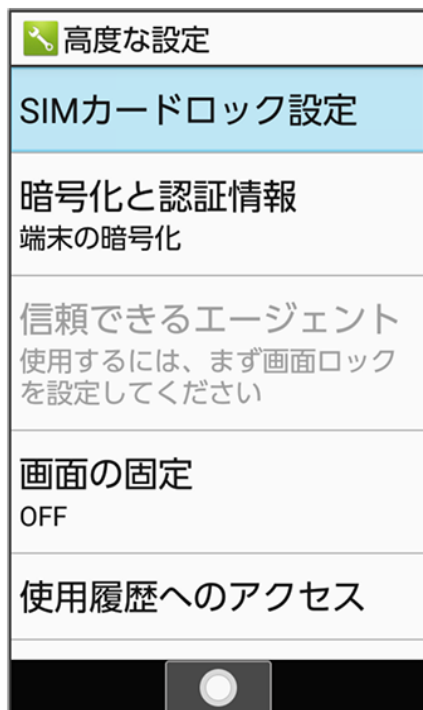 高度な設定
SIMカードロック設定
暗号化と認証情報
端末の暗号化
信頼できるエージェント
使用するには、まず画面ロック
を設定してください
画面の固定
OFF
使用履歴へのアクセス